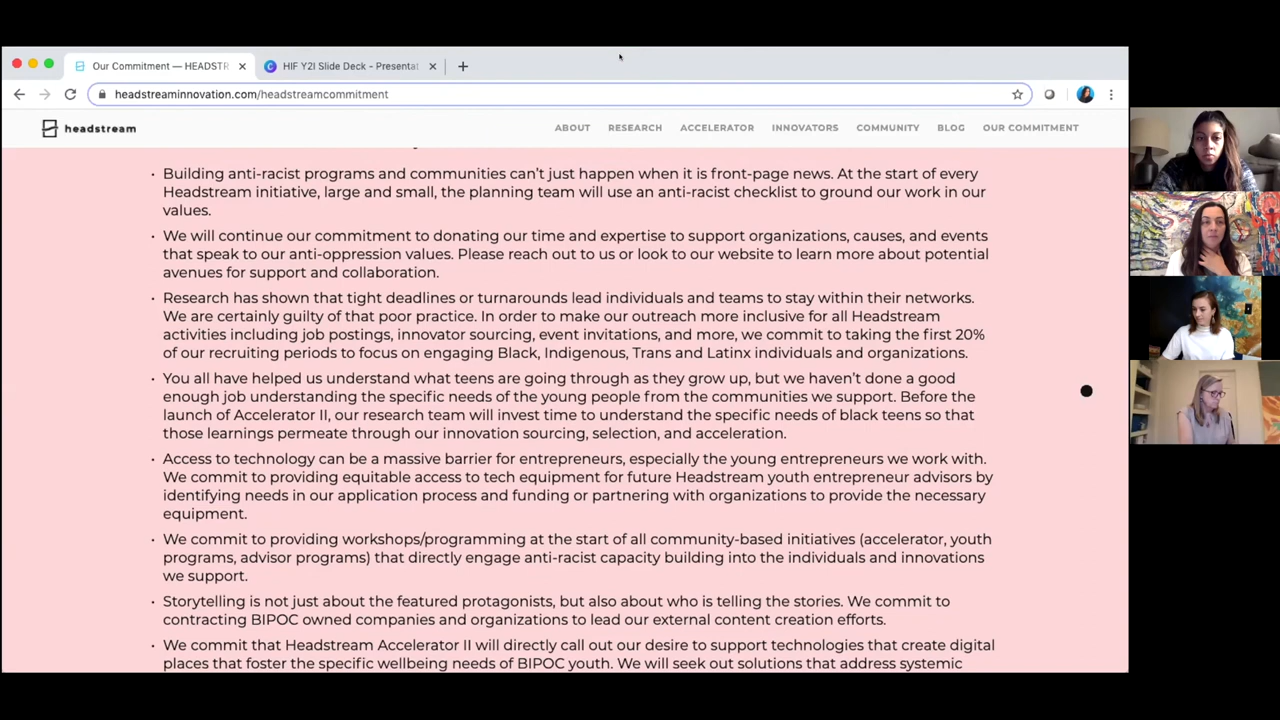 Our Commitment — HEADSTR
HIF Y2I Slide Deck - Presentat
headstreaminnovation.com/headstreamcommitment
headstream
ABOUT RESEARCH ACCELERATOR INNOVATORS COMMUNITY BLOG OUR COMMITMENT
• Building anti-racist programs and communities can’t just happen when it is front-page news. At the start of every
Headstream initiative, large and small, the planning team will use an anti-racist checklist to ground our work in our
values.
• We will continue our commitment to donating our time and expertise to support organizations, causes, and events
that speak to our anti-oppression values. Please reach out to us or look to our website to learn more about potential
avenues for support and collaboration.
• Research has shown that tight deadlines or turnarounds lead individuals and teams to stay within their networks.
We are certainly guilty of that poor practice. In order to make our outreach more inclusive for all Headstream
activities including job postings, innovator sourcing, event invitations, and more, we commit to taking the first 20%
of our recruiting periods to focus on engaging Black, Indigenous, Trans and Latinx individuals and organizations.
• You all have helped us understand what teens are going through as they grow up, but we haven’t done a good
enough job understanding the specific needs of the young people from the communities we support. Before the
launch of Accelerator II, our research team will invest time to understand the specific needs of black teens so that
those learnings permeate through our innovation sourcing, selection, and acceleration.
• Access to technology can be a massive barrier for entrepreneurs, especially the young entrepreneurs we work with.
We commit to providing equitable access to tech equipment for future Headstream youth entrepreneur advisors by
identifying needs in our application process and funding or partnering with organizations to provide the necessary
equipment.
• We commit to providing workshops/programming at the start of all community-based initiatives (accelerator, youth
programs, advisor programs) that directly engage anti-racist capacity building into the individuals and innovations
we support.
• Storytelling is not just about the featured protagonists, but also about who is telling the stories. We commit to
contracting BIPOC owned companies and organizations to lead our external content creation efforts.
• We commit that Headstream Accelerator II will directly call out our desire to support technologies that create digital
places that foster the specific wellbeing needs of BIPOC youth. We will seek out solutions that address systemic